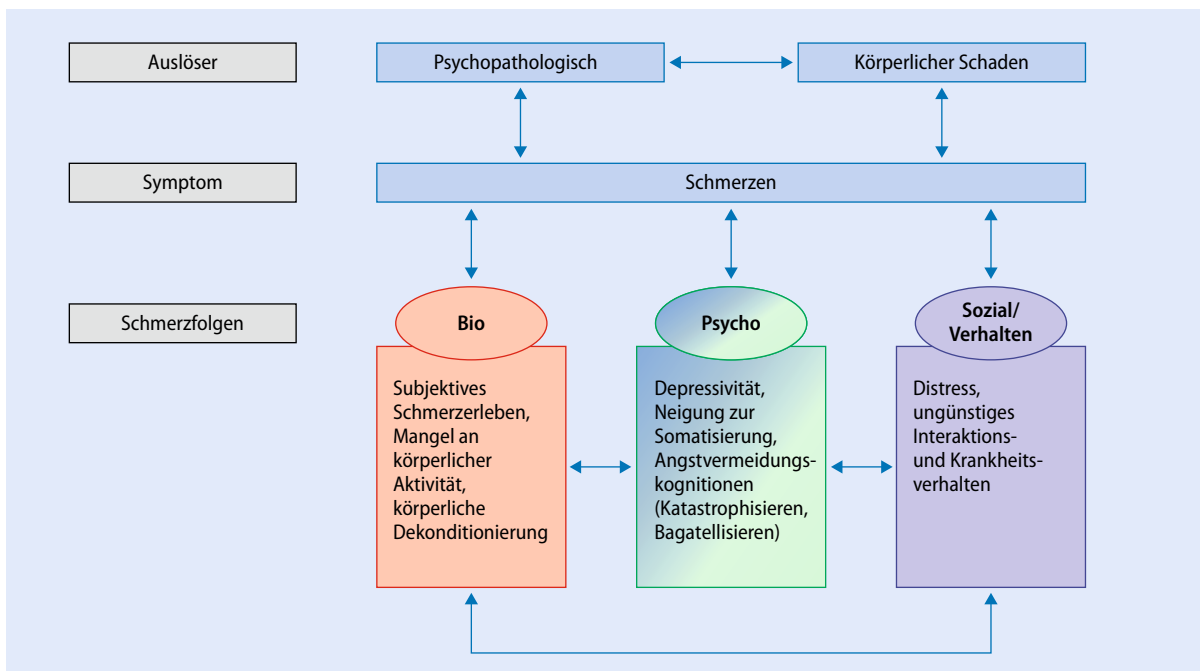 Auslöser
Psychopathologisch
Körperlicher Schaden
Symptom
Schmerzen
Schmerzfolgen
Bio
Subjektives
Schmerzerleben,
Mangel an
körperlicher
Aktivität,
körperliche
Dekonditionierung
Psycho
Depressivität,
Neigung zur
Somatisierung,
Angstvermeidungs-
kognitionen
(Katastrophisieren,
Bagatellisieren)
Sozial/
Verhalten
Distress,
ungünstiges
Interaktions-
und Krankheits-
verhalten